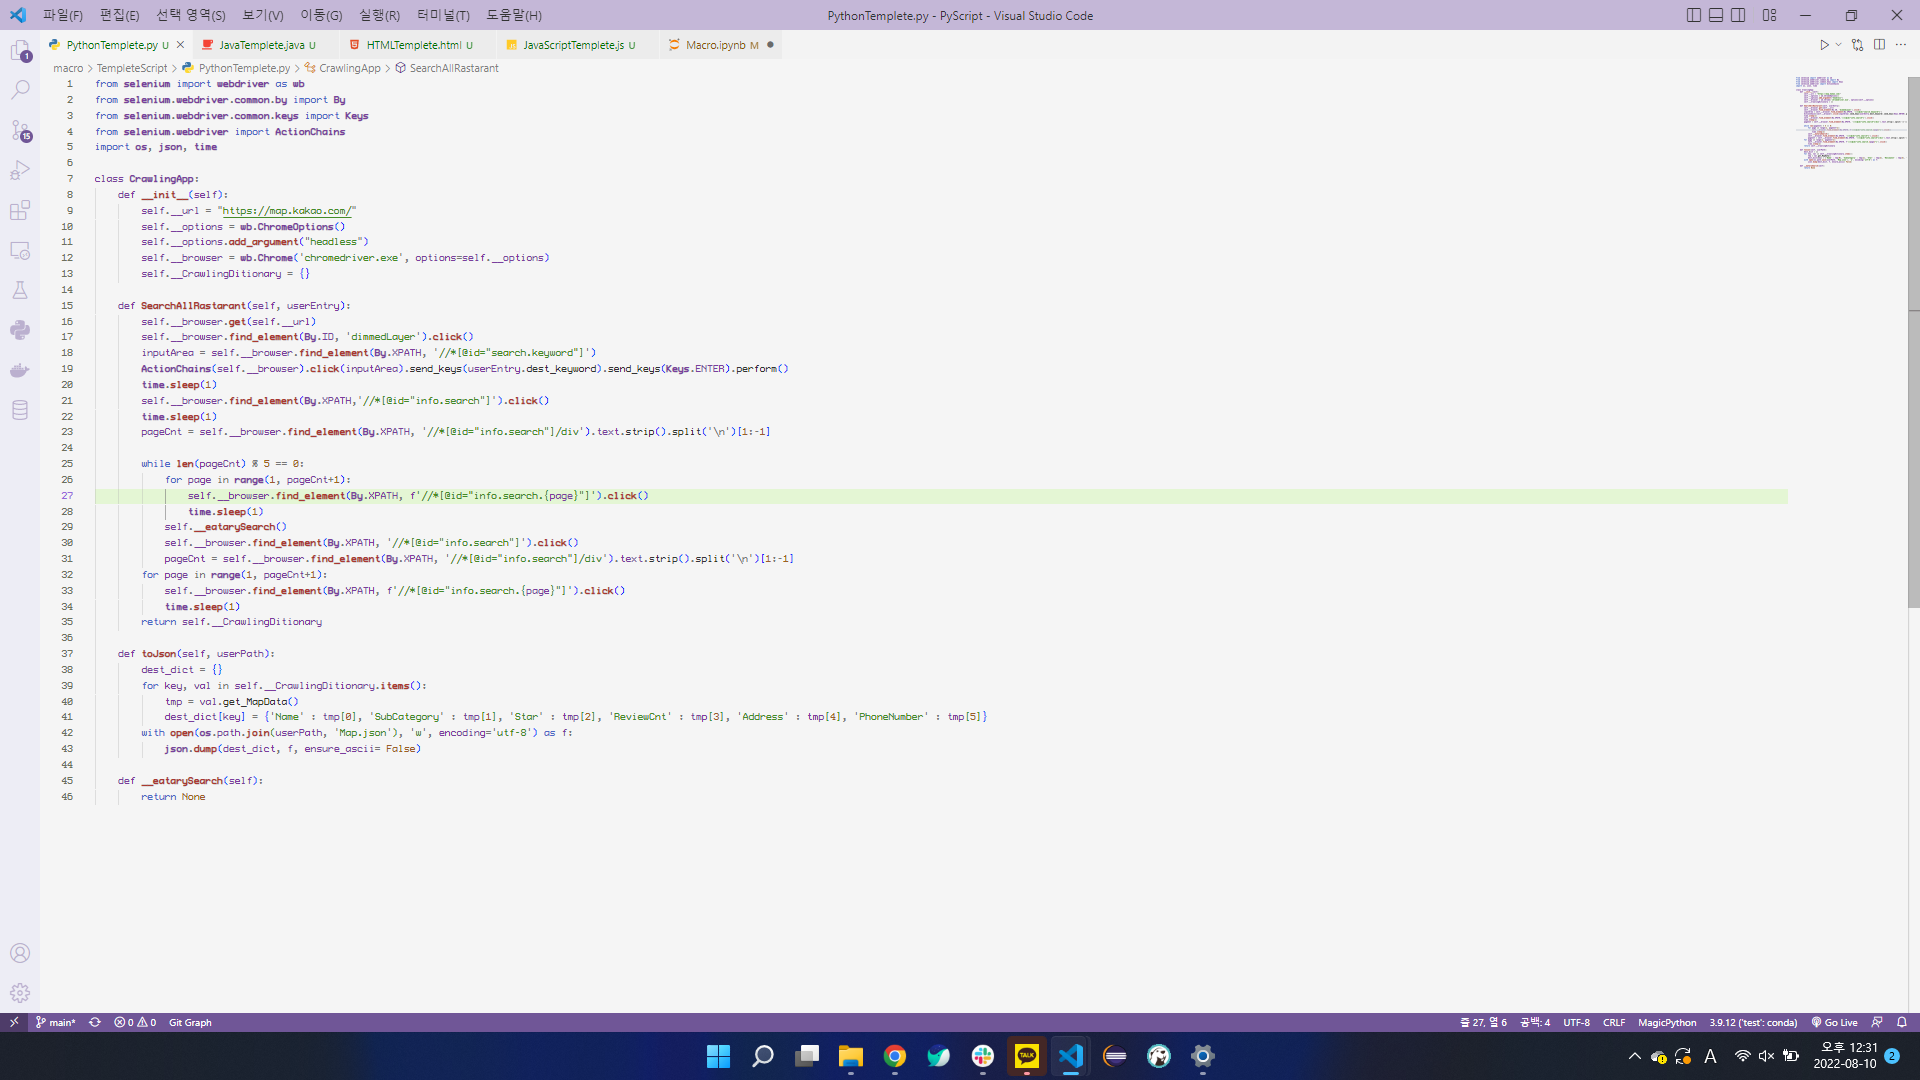 파일(F) 편집(E) 선택 영역(S) 보기(V) 이동(G) 실행(R) 터미널(T) 도움말(H) PythonTemplete.py - PyScript - Visual Studio Code
PythonTemplete.py U JavaTemplete.java U HTMLTemplete.html U JavaScriptTemplete.js U Macro.ipynb M
macro > TempleteScript > PythonTemplete.py > CrawlingApp > SearchAllRastarant
1 from selenium import webdriver as wb
2 from selenium.webdriver.common.by import By
3 from selenium.webdriver.common.keys import Keys
4 from selenium.webdriver import ActionChains
5 import os, json, time
6
7 class CrawlingApp:
8 def __init__(self):
9 self.__url = "https://map.kakao.com/"
10 self.__options = wb.ChromeOptions()
11 self.__options.add_argument("headless")
12 self.__browser = wb.Chrome('chromedriver.exe', options=self.__options)
13 self.__CrawlingDitionary = {}
14
15 def SearchAllRastarant(self, userEntry):
16 self.__browser.get(self.__url)
17 self.__browser.find_element(By.ID, 'dimmedLayer').click()
18 inputArea = self.__browser.find_element(By.XPATH, '//*[@id="search.keyword"]')
19 ActionChains(self.__browser).click(inputArea).send_keys(userEntry.dest_keyword).send_keys(Keys.ENTER).perform()
20 time.sleep(1)
21 self.__browser.find_element(By.XPATH,'//*[@id="info.search"]').click()
22 time.sleep(1)
23 pageCnt = self.__browser.find_element(By.XPATH, '//*[@id="info.search"]/div').text.strip().split('\n')[1:-1]
24
25 while len(pageCnt) % 5 == 0:
26 for page in range(1, pageCnt+1):
27 self.__browser.find_element(By.XPATH, f'//*[@id="info.search.{page}"]').click()
28 time.sleep(1)
29 self.__eatarySearch()
30 self.__browser.find_element(By.XPATH, '//*[@id="info.search"]').click()
31 pageCnt = self.__browser.find_element(By.XPATH, '//*[@id="info.search"]/div').text.strip().split('\n')[1:-1]
32 for page in range(1, pageCnt+1):
33 self.__browser.find_element(By.XPATH, f'//*[@id="info.search.{page}"]').click()
34 time.sleep(1)
35 return self.__CrawlingDitionary
36
37 def toJson(self, userPath):
38 dest_dict = {}
39 for key, val in self.__CrawlingDitionary.items():
40 tmp = val.get_MapData()
41 dest_dict[key] = {'Name' : tmp[0], 'SubCategory' : tmp[1], 'Star' : tmp[2], 'ReviewCnt' : tmp[3], 'Address' : tmp[4], 'PhoneNumber' : tmp[5]}
42 with open(os.path.join(userPath, 'Map.json'), 'w', encoding='utf-8') as f:
43 json.dump(dest_dict, f, ensure_ascii= False)
44
45 def __eatarySearch(self):
46 return None
1
15
main* 0 0 Git Graph 줄 27, 열 6 공백: 4 UTF-8 CRLF MagicPython 3.9.12 ('test': conda) Go Live
TALK A 오후 12:31
2022-08-10 2